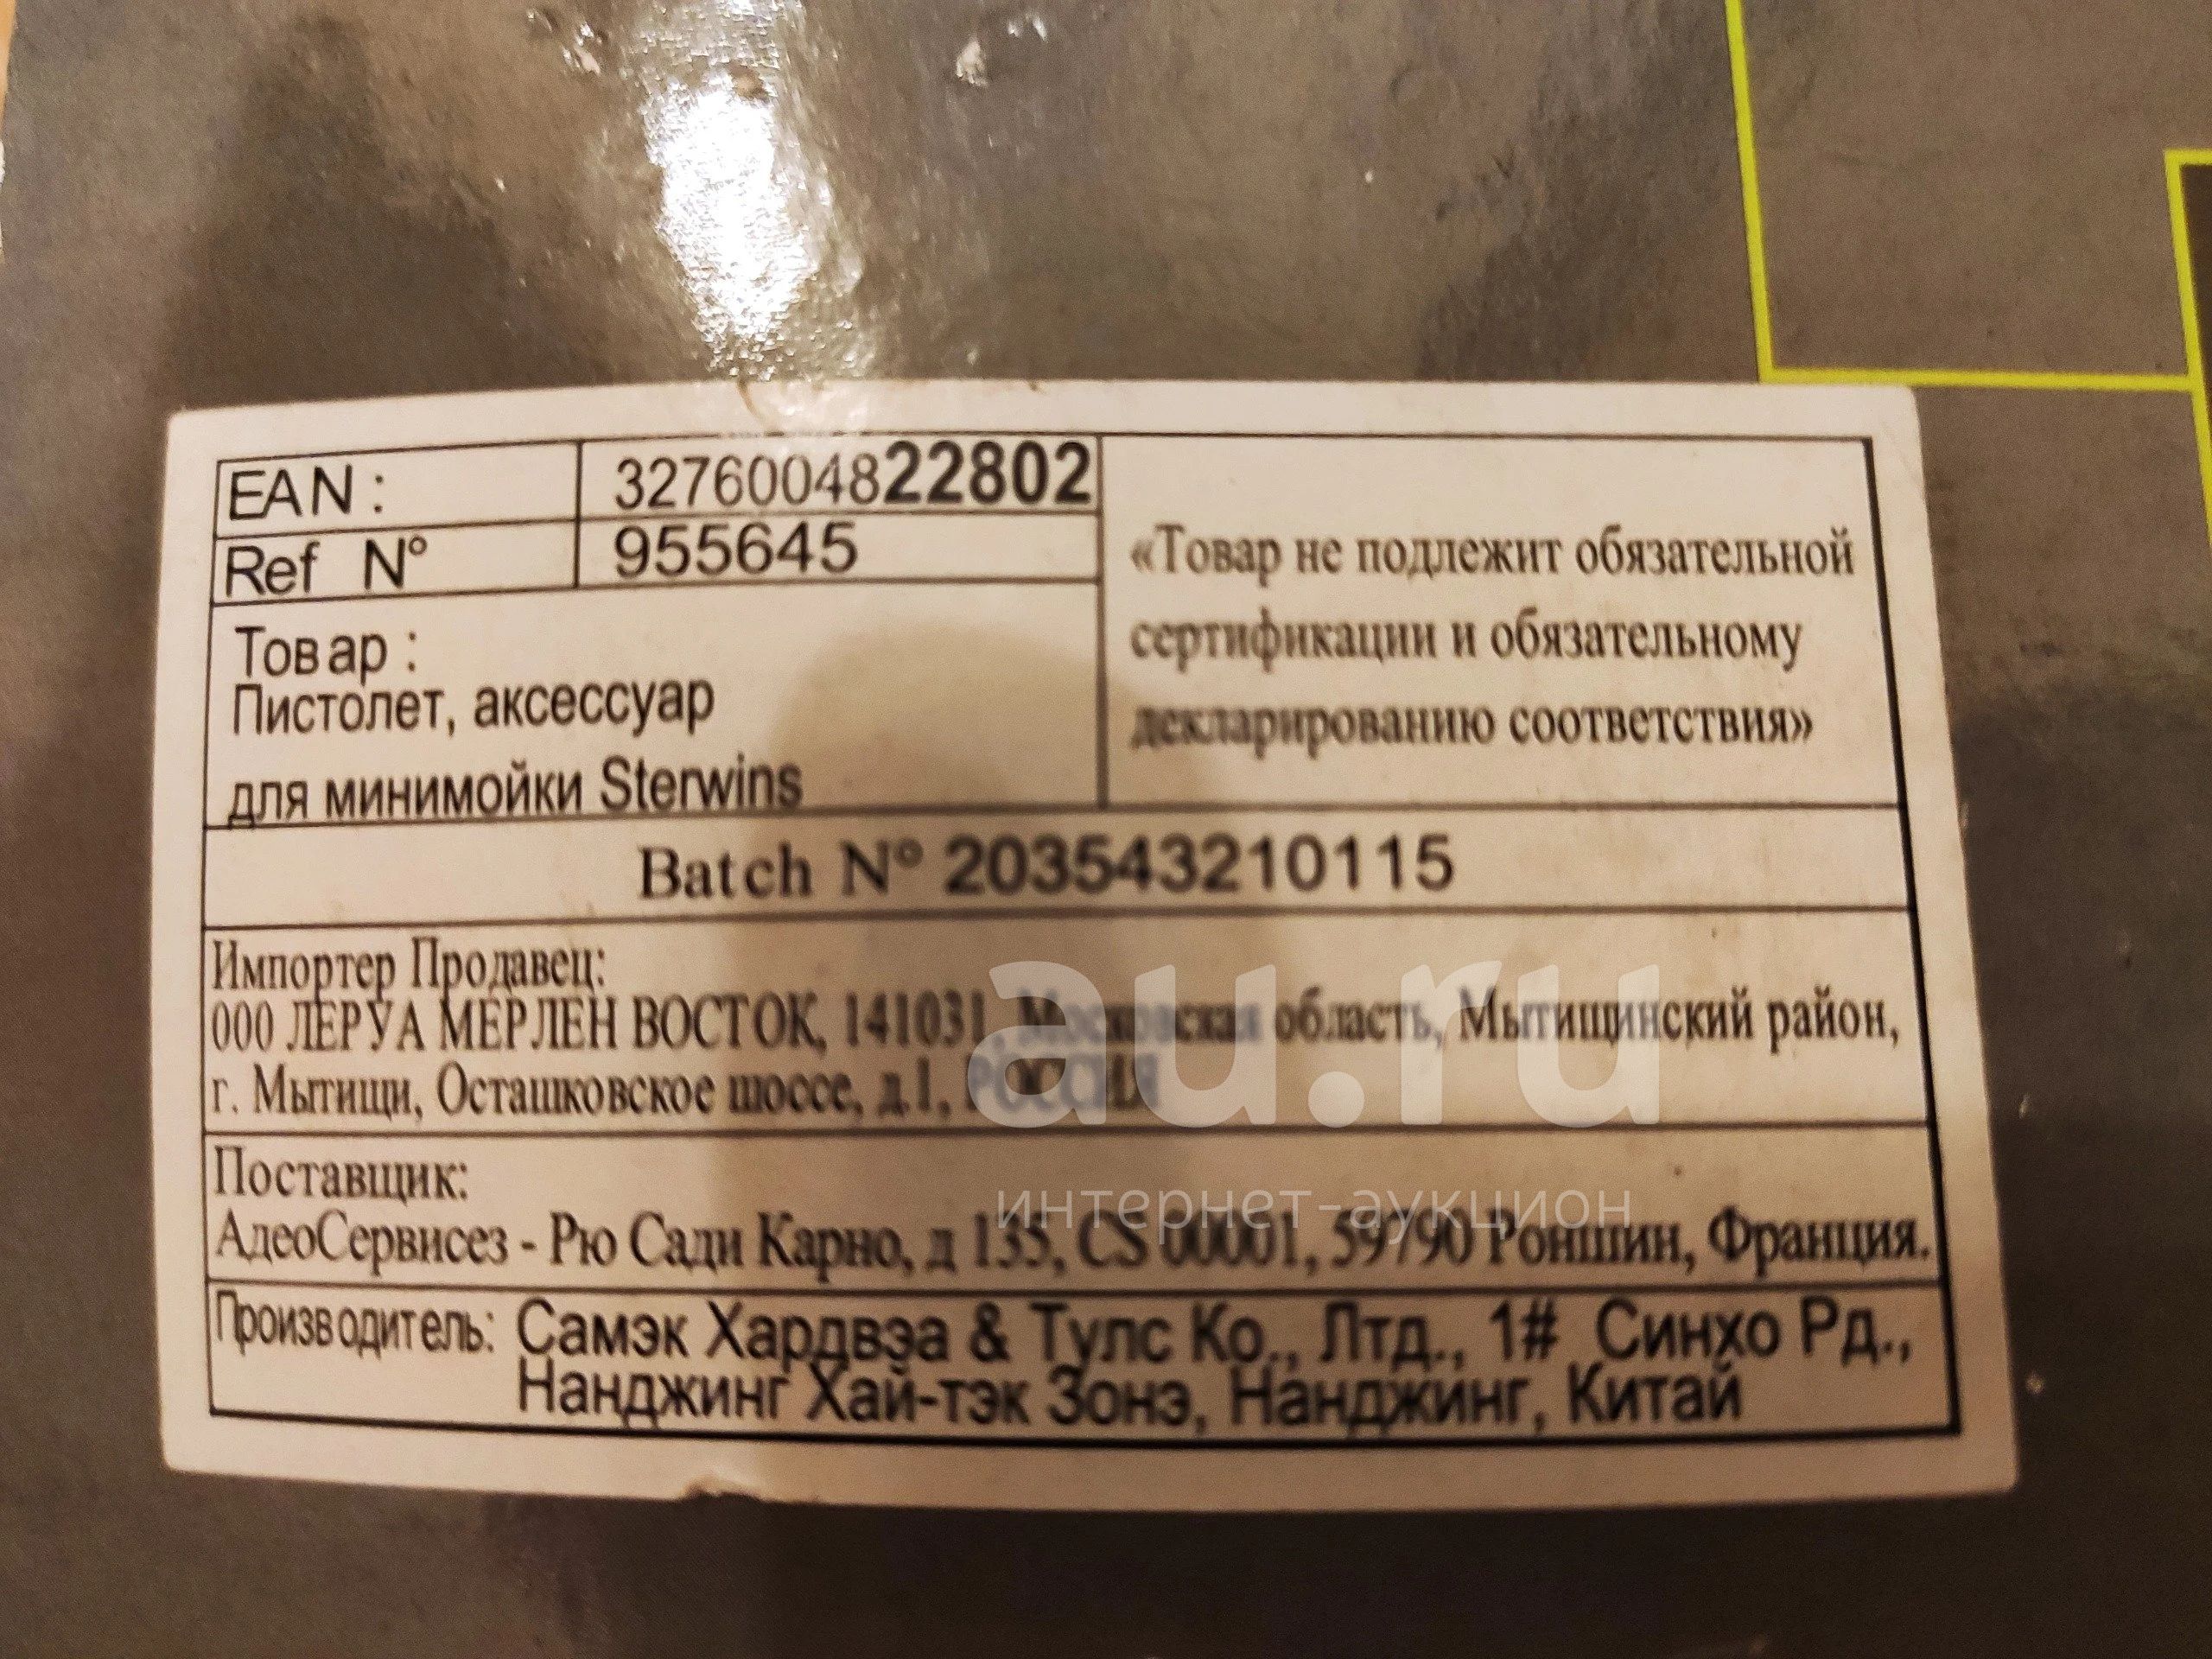 EAN : 3276004822802
Ref N° 955645
Товар :
Пистолет, аксессуар
для минимойки Sterwins
«Товар не подлежит обязательной
сертификации и обязательному
декларированию соответствия»
Batch N° 203543210115
Импортер Продавец:
ООО ЛЕРУА МЕРЛЕН ВОСТОК, 141031, Московская область, Мытищинский район,
г. Мытищи, Осташковское шоссе, д.1, РОССИЯ
Поставщик:
АдеоСервисез - Рю Сади Карно, д 135, CS 00001, 59790 Роншин, Франция.
Производитель: Самэк Хардвэа & Тулс Ко., Лтд., 1# Синхо Рд.,
Нанджинг Хай-тэк Зонэ, Нанджинг, Китай
au.ru
интернет-аукцион